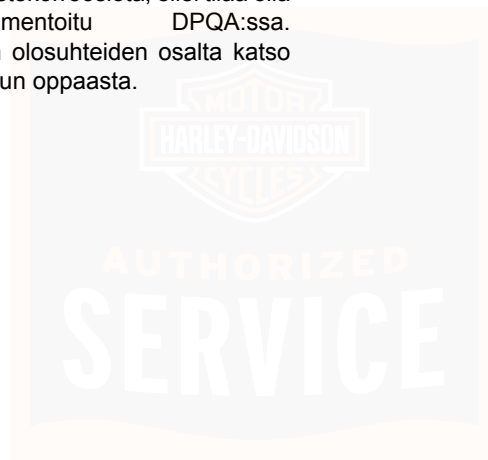 mentoitu DPQA:ssa.
olosuhteiden osalta katso
un oppaasta.
MOTOR
HARLEY-DAVIDSON
CYCLES
AUTHORIZED
SERVICE